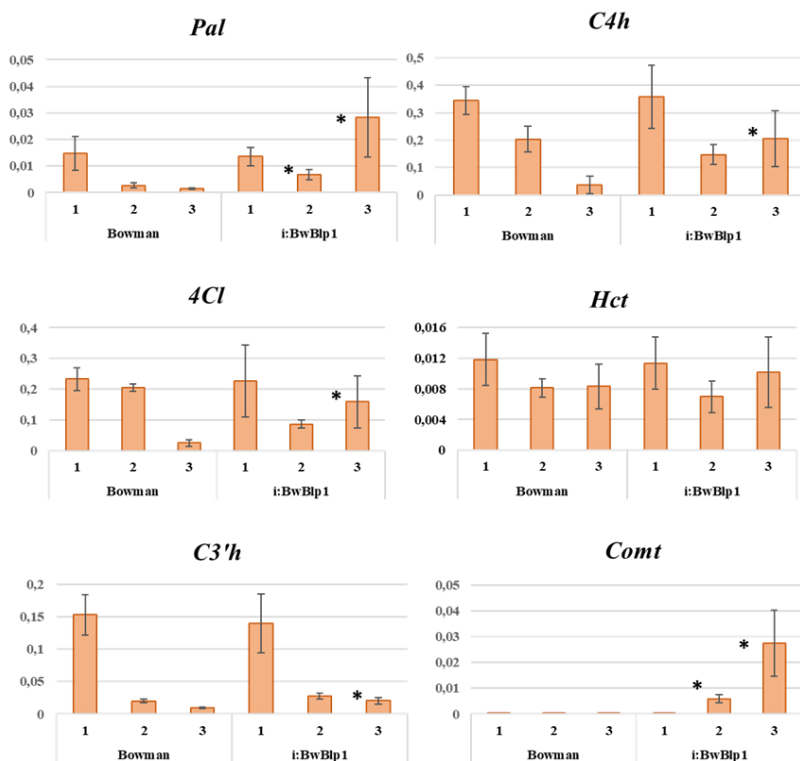 Pal
0,05
0,04
0,03
0,02
0,01
0
*
*
1 2 3 1 2 3
Bowman i:BwBlp1
C4h
0,5
0,4
0,3
0,2
0,1
0
*
1 2 3 1 2 3
Bowman i:BwBlp1
4Cl
0,4
0,3
0,2
0,1
0
*
1 2 3 1 2 3
Bowman i:BwBlp1
Hct
0,016
0,012
0,008
0,004
0
1 2 3 1 2 3
Bowman i:BwBlp1
C3'h
0,2
0,15
0,1
0,05
0
*
1 2 3 1 2 3
Bowman i:BwBlp1
Comt
0,05
0,04
0,03
0,02
0,01
0
*
*
1 2 3 1 2 3
Bowman i:BwBlp1